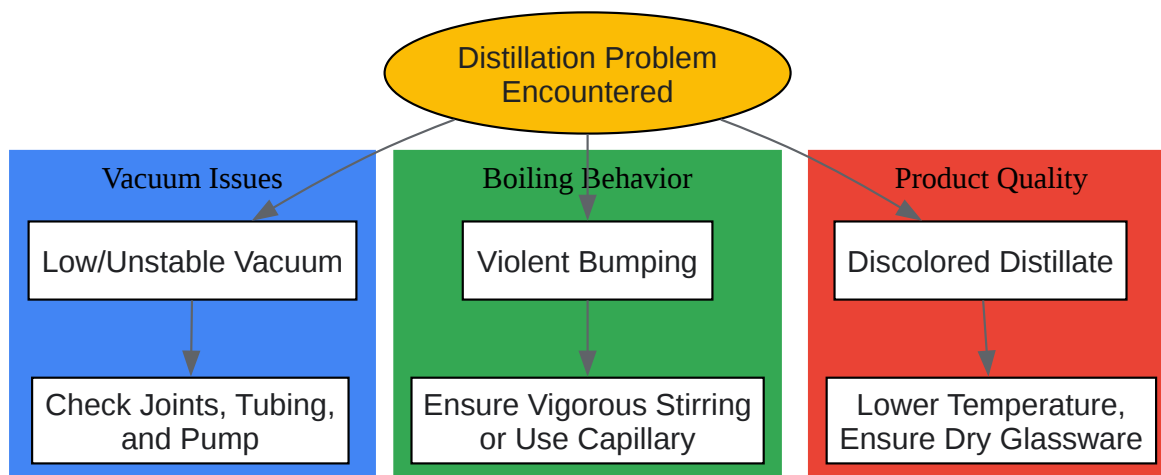 Distillation Problem
Encountered
Vacuum Issues
Boiling Behavior
Product Quality
Low/Unstable Vacuum
Violent Bumping
Discolored Distillate
Check Joints, Tubing,
and Pump
Ensure Vigorous Stirring
or Use Capillary
Lower Temperature,
Ensure Dry Glassware